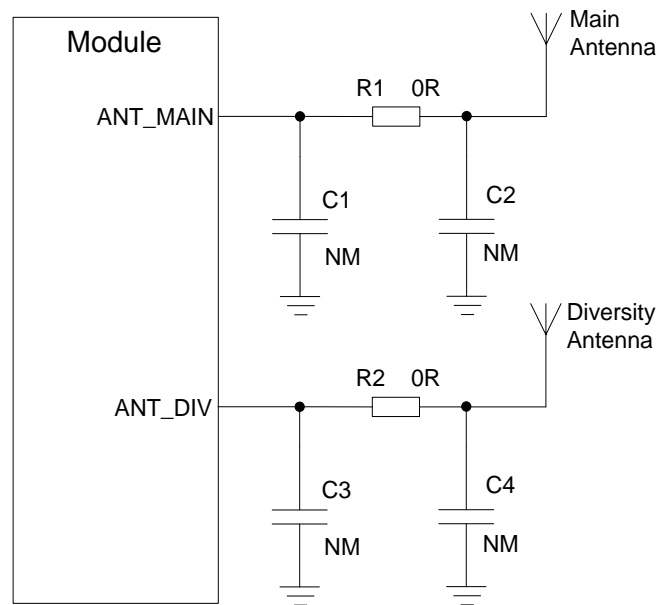 Module
Main
Antenna
R1 0R
ANT_MAIN
C1
C2
NM
NM
Diversity
Antenna
R2 0R
ANT_DIV
C3
C4
NM
NM